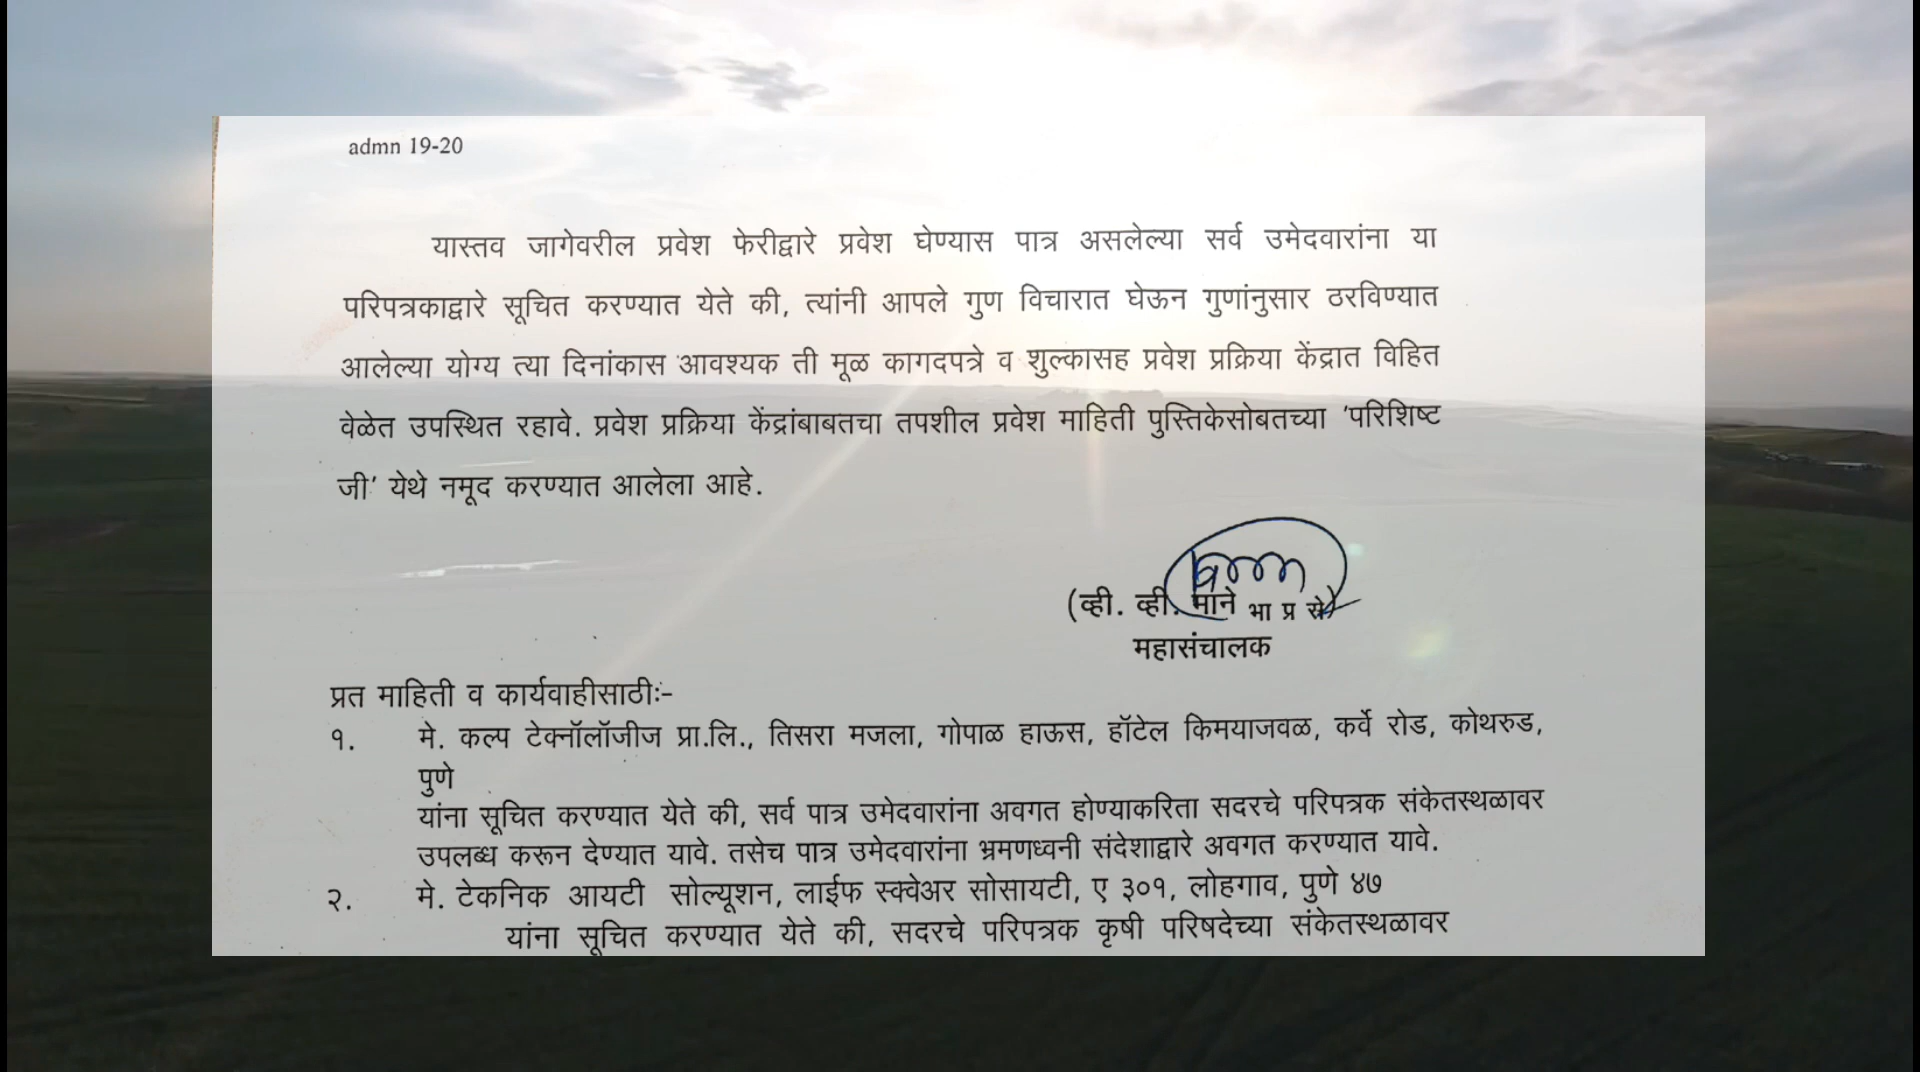 admn 19-20
यास्तव जागेवरील प्रवेश फेरीद्वारे प्रवेश घेण्यास पात्र असलेल्या सर्व उमेदवारांना या
परिपत्रकाद्वारे सूचित करण्यात येते की, त्यांनी आपले गुण विचारात घेऊन गुणांनुसार ठरविण्यात
आलेल्या योग्य त्या दिनांकास आवश्यक ती मूळ कागदपत्रे व शुल्कासह प्रवेश प्रक्रिया केंद्रात विहित
वेळेत उपस्थित रहावे. प्रवेश प्रक्रिया केंद्रांबाबतचा तपशील प्रवेश माहिती पुस्तिकेसोबतच्या 'परिशिष्ट
जी' येथे नमूद करण्यात आलेला आहे.
(व्ही. व्ही. माने भा प्र से)
महासंचालक
प्रत माहिती व कार्यवाहीसाठीः-
१. मे. कल्प टेक्नॉलॉजीज प्रा.लि., तिसरा मजला, गोपाळ हाऊस, हॉटेल किमयाजवळ, कर्वे रोड, कोथरुड,
पुणे
यांना सूचित करण्यात येते की, सर्व पात्र उमेदवारांना अवगत होण्याकरिता सदरचे परिपत्रक संकेतस्थळावर
उपलब्ध करून देण्यात यावे. तसेच पात्र उमेदवारांना भ्रमणध्वनी संदेशाद्वारे अवगत करण्यात यावे.
२. मे. टेकनिक आयटी सोल्यूशन, लाईफ स्क्वेअर सोसायटी, ए ३०१, लोहगाव, पुणे ४७
यांना सूचित करण्यात येते की, सदरचे परिपत्रक कृषी परिषदेच्या संकेतस्थळावर